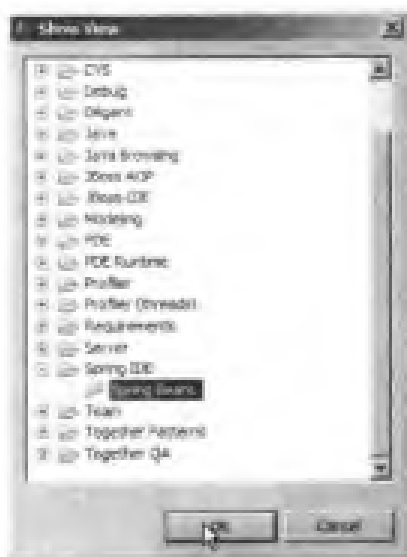 Show View
CVS
Debug
Diligent
Java
Java Browsing
JBoss AOP
JBoss-IDE
Modeling
PDE
PDE Runtime
Profiler
Profiler (threads)
Requirements
Server
Spring IDE
Spring Beans
Team
Together Patterns
Together QA
OK
Cancel